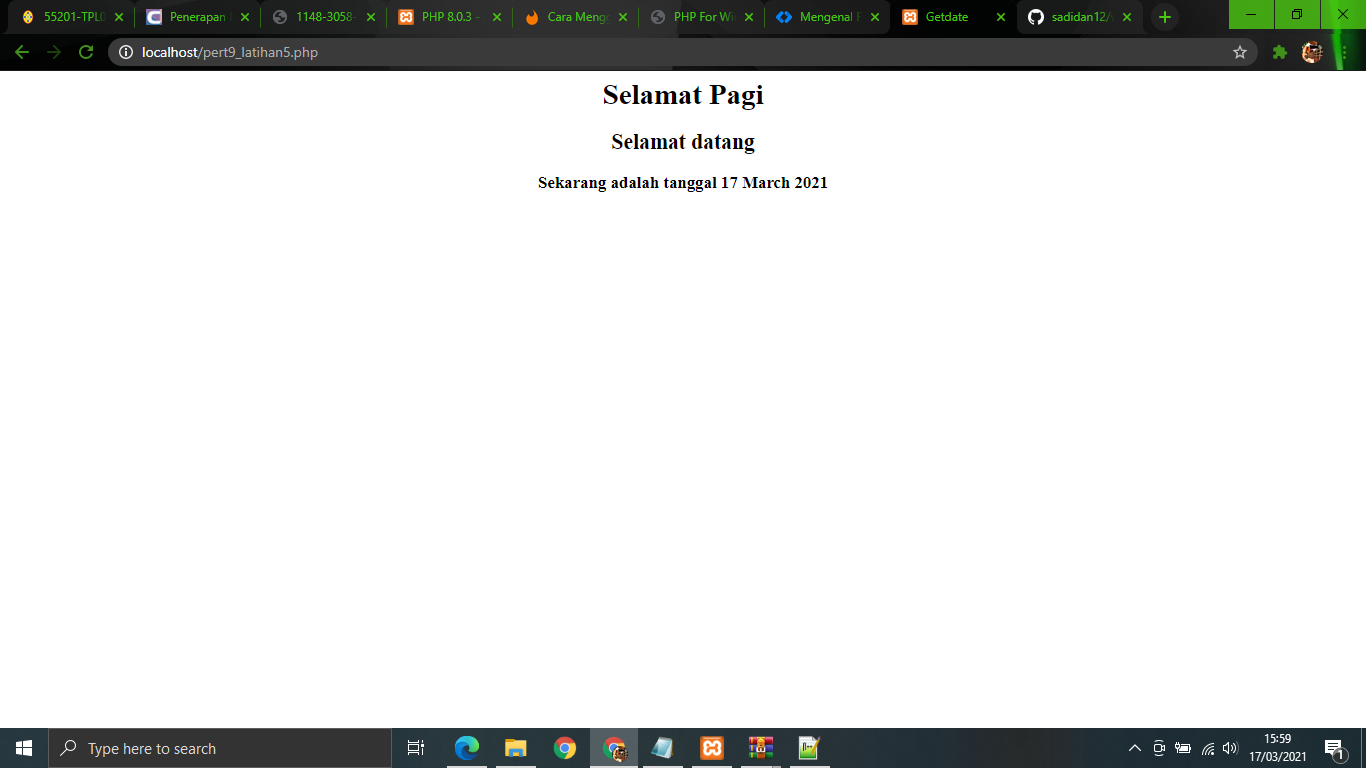 55201-TPL0
Penerapan
1148-3058-
PHP 8.0.3 -
Cara Mengg
PHP For Wi
Mengenal
Getdate
sadidan12/
localhost/pert9_latihan5.php
Selamat Pagi
Selamat datang
Sekarang adalah tanggal 17 March 2021
Type here to search
15:59
17/03/2021
1